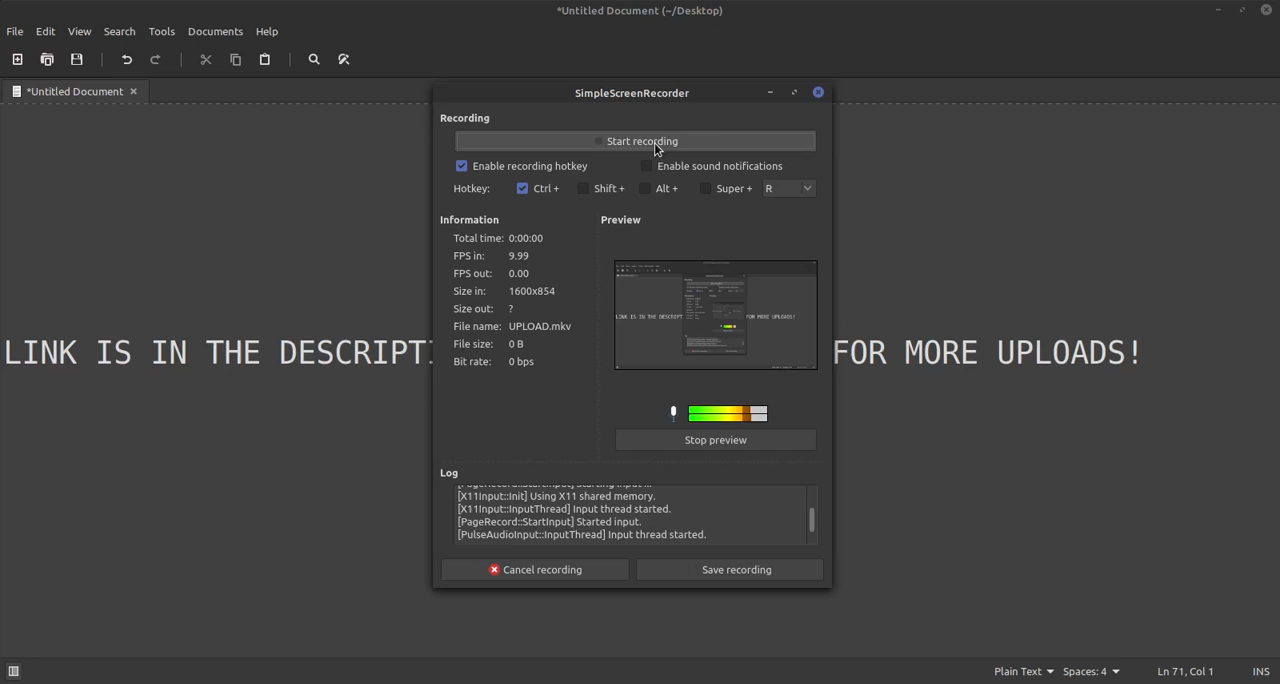 *Untitled Document (~/Desktop)
File Edit View Search Tools Documents Help
*Untitled Document
SimpleScreenRecorder
Recording
Start recording
Enable recording hotkey Enable sound notifications
Hotkey: Ctrl + Shift + Alt + Super + R
Information
Preview
Total time: 0:00:00
FPS in: 9.99
FPS out: 0.00
Size in: 1600x854
Size out: ?
File name: UPLOAD.mkv
File size: 0 B
Bit rate: 0 bps
LINK IS IN THE DESCRIPT FOR MORE UPLOADS!
Stop preview
Log
[PageRecord::StartInput] Starting input ...
[X11Input::Init] Using X11 shared memory.
[X11Input::InputThread] Input thread started.
[PageRecord::StartInput] Started input.
[PulseAudioInput::InputThread] Input thread started.
Cancel recording Save recording
Plain Text Spaces: 4 Ln 71, Col 1 INS